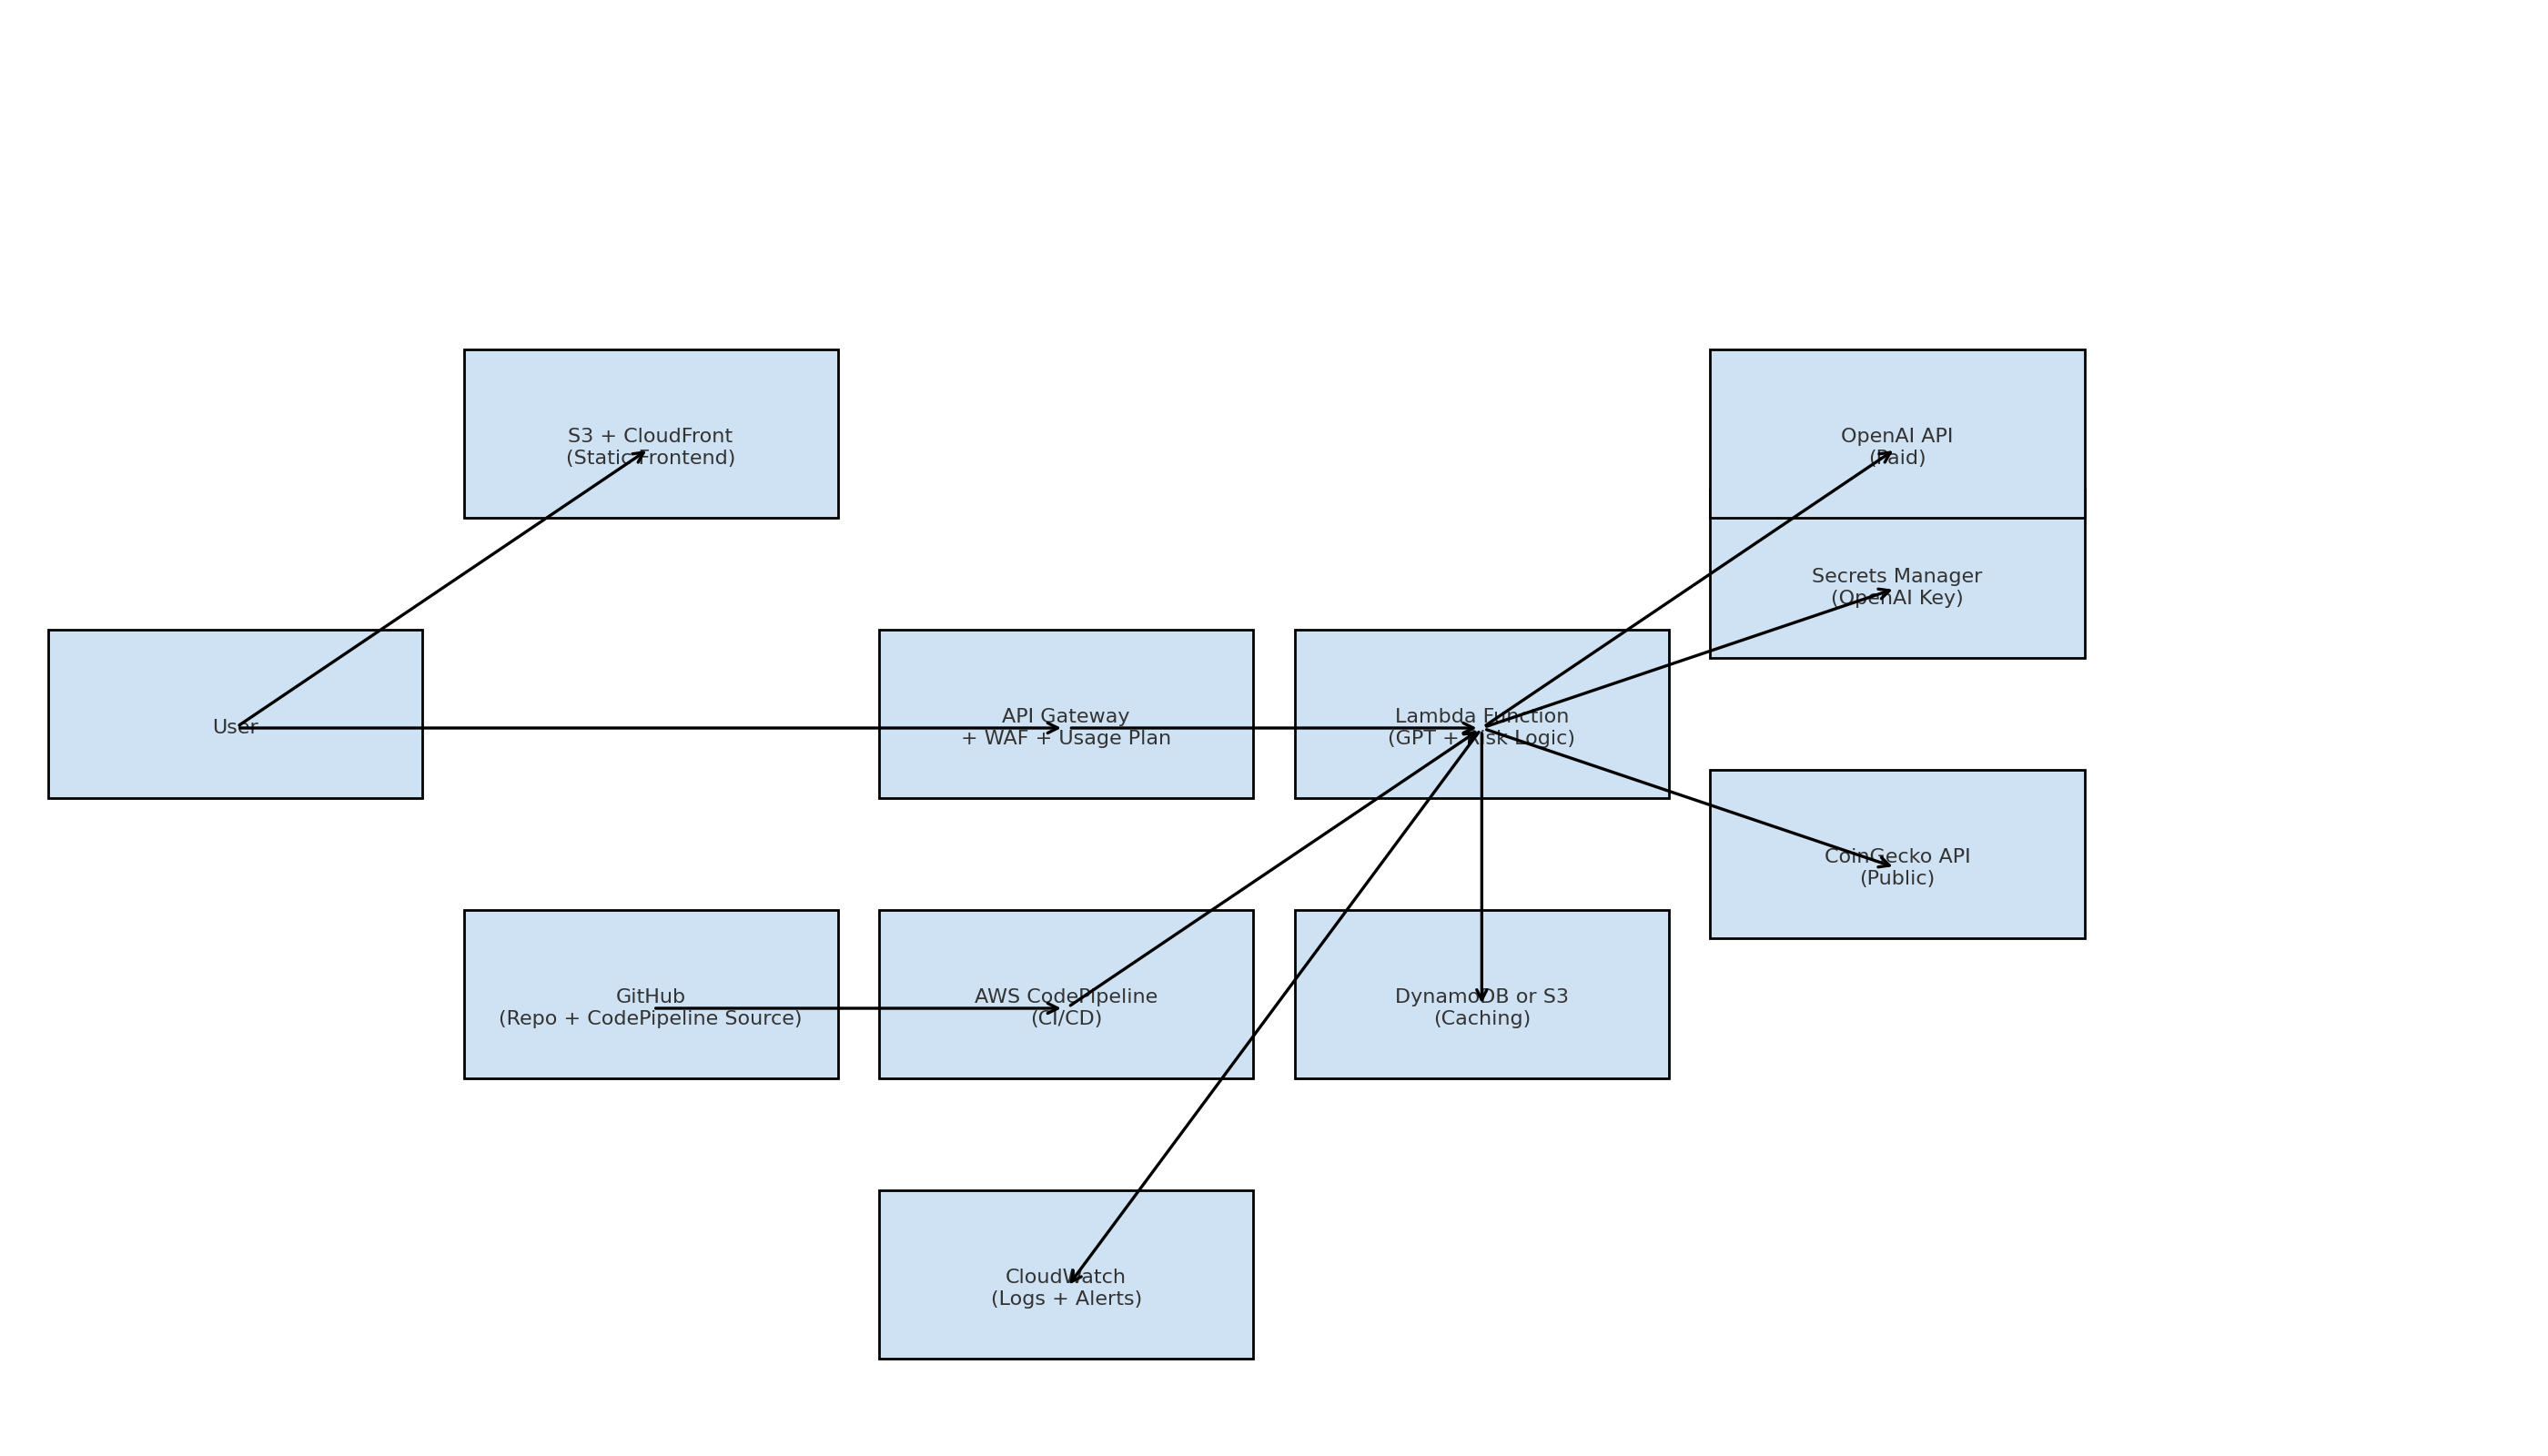 S3 + CloudFront
(Static Frontend)
OpenAI API
(Paid)
Secrets Manager
(OpenAI Key)
User
API Gateway
+ WAF + Usage Plan
Lambda Function
(GPT + Risk Logic)
CoinGecko API
(Public)
GitHub
(Repo + CodePipeline Source)
AWS CodePipeline
(CI/CD)
DynamoDB or S3
(Caching)
CloudWatch
(Logs + Alerts)